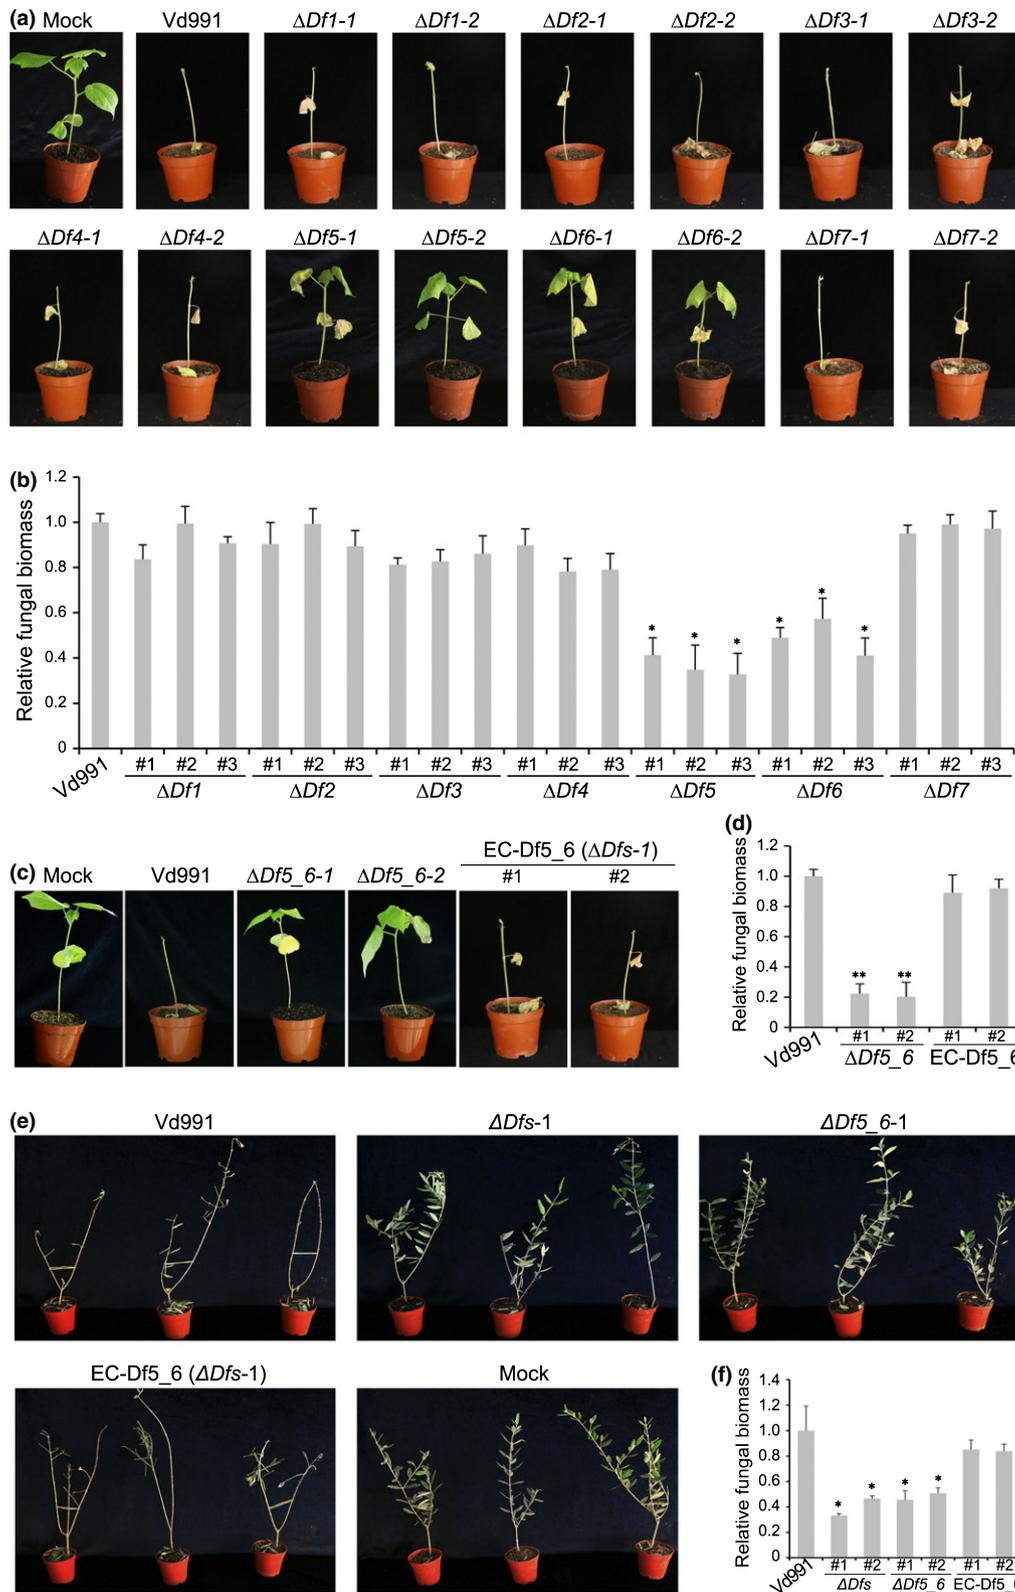 (a) Mock Vd991 ΔDf1-1 ΔDf1-2 ΔDf2-1 ΔDf2-2 ΔDf3-1 ΔDf3-2
ΔDf4-1 ΔDf4-2 ΔDf5-1 ΔDf5-2 ΔDf6-1 ΔDf6-2 ΔDf7-1 ΔDf7-2
(b)
Relative fungal biomass
1.2
1.0
0.8
0.6
0.4
0.2
0
* * * * * *
Vd991 #1 #2 #3 #1 #2 #3 #1 #2 #3 #1 #2 #3 #1 #2 #3 #1 #2 #3 #1 #2 #3
ΔDf1 ΔDf2 ΔDf3 ΔDf4 ΔDf5 ΔDf6 ΔDf7
(c)
EC-Df5_6 (ΔDfs-1)
Mock Vd991 ΔDf5_6-1 ΔDf5_6-2 #1 #2
(d)
Relative fungal biomass
1.2
1.0
0.8
0.6
0.4
0.2
0
** **
Vd991 #1 #2 #1 #2
ΔDf5_6 EC-Df5_6
(e)
Vd991 ΔDfs-1 ΔDf5_6-1
EC-Df5_6 (ΔDfs-1) Mock
(f)
Relative fungal biomass
1.4
1.2
1.0
0.8
0.6
0.4
0.2
0
* * * *
Vd991 #1 #2 #1 #2 #1 #2
ΔDfs ΔDf5_6 EC-Df5_6